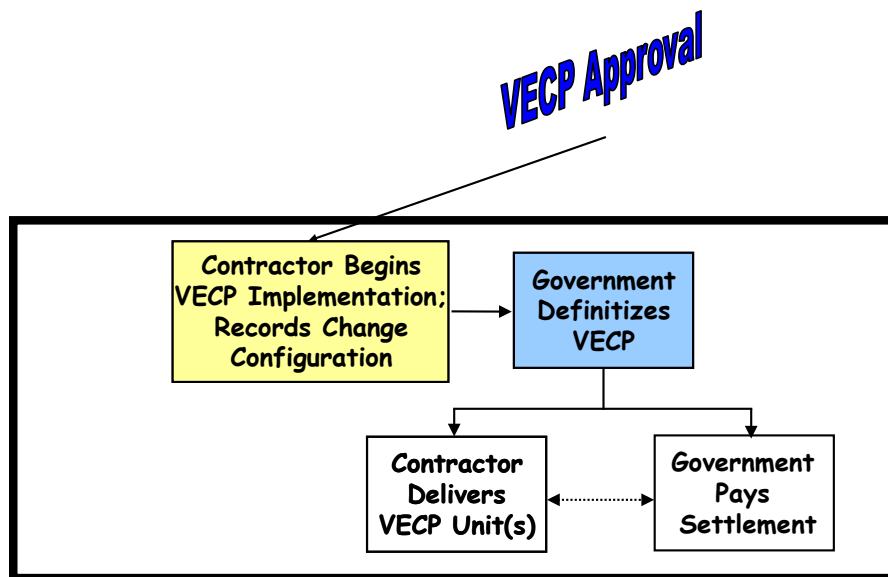 VECP Approval
Contractor Begins
VECP Implementation;
Records Change
Configuration
Government
Definitizes
VECP
Contractor
Delivers
VECP Unit(s)
Government
Pays
Settlement